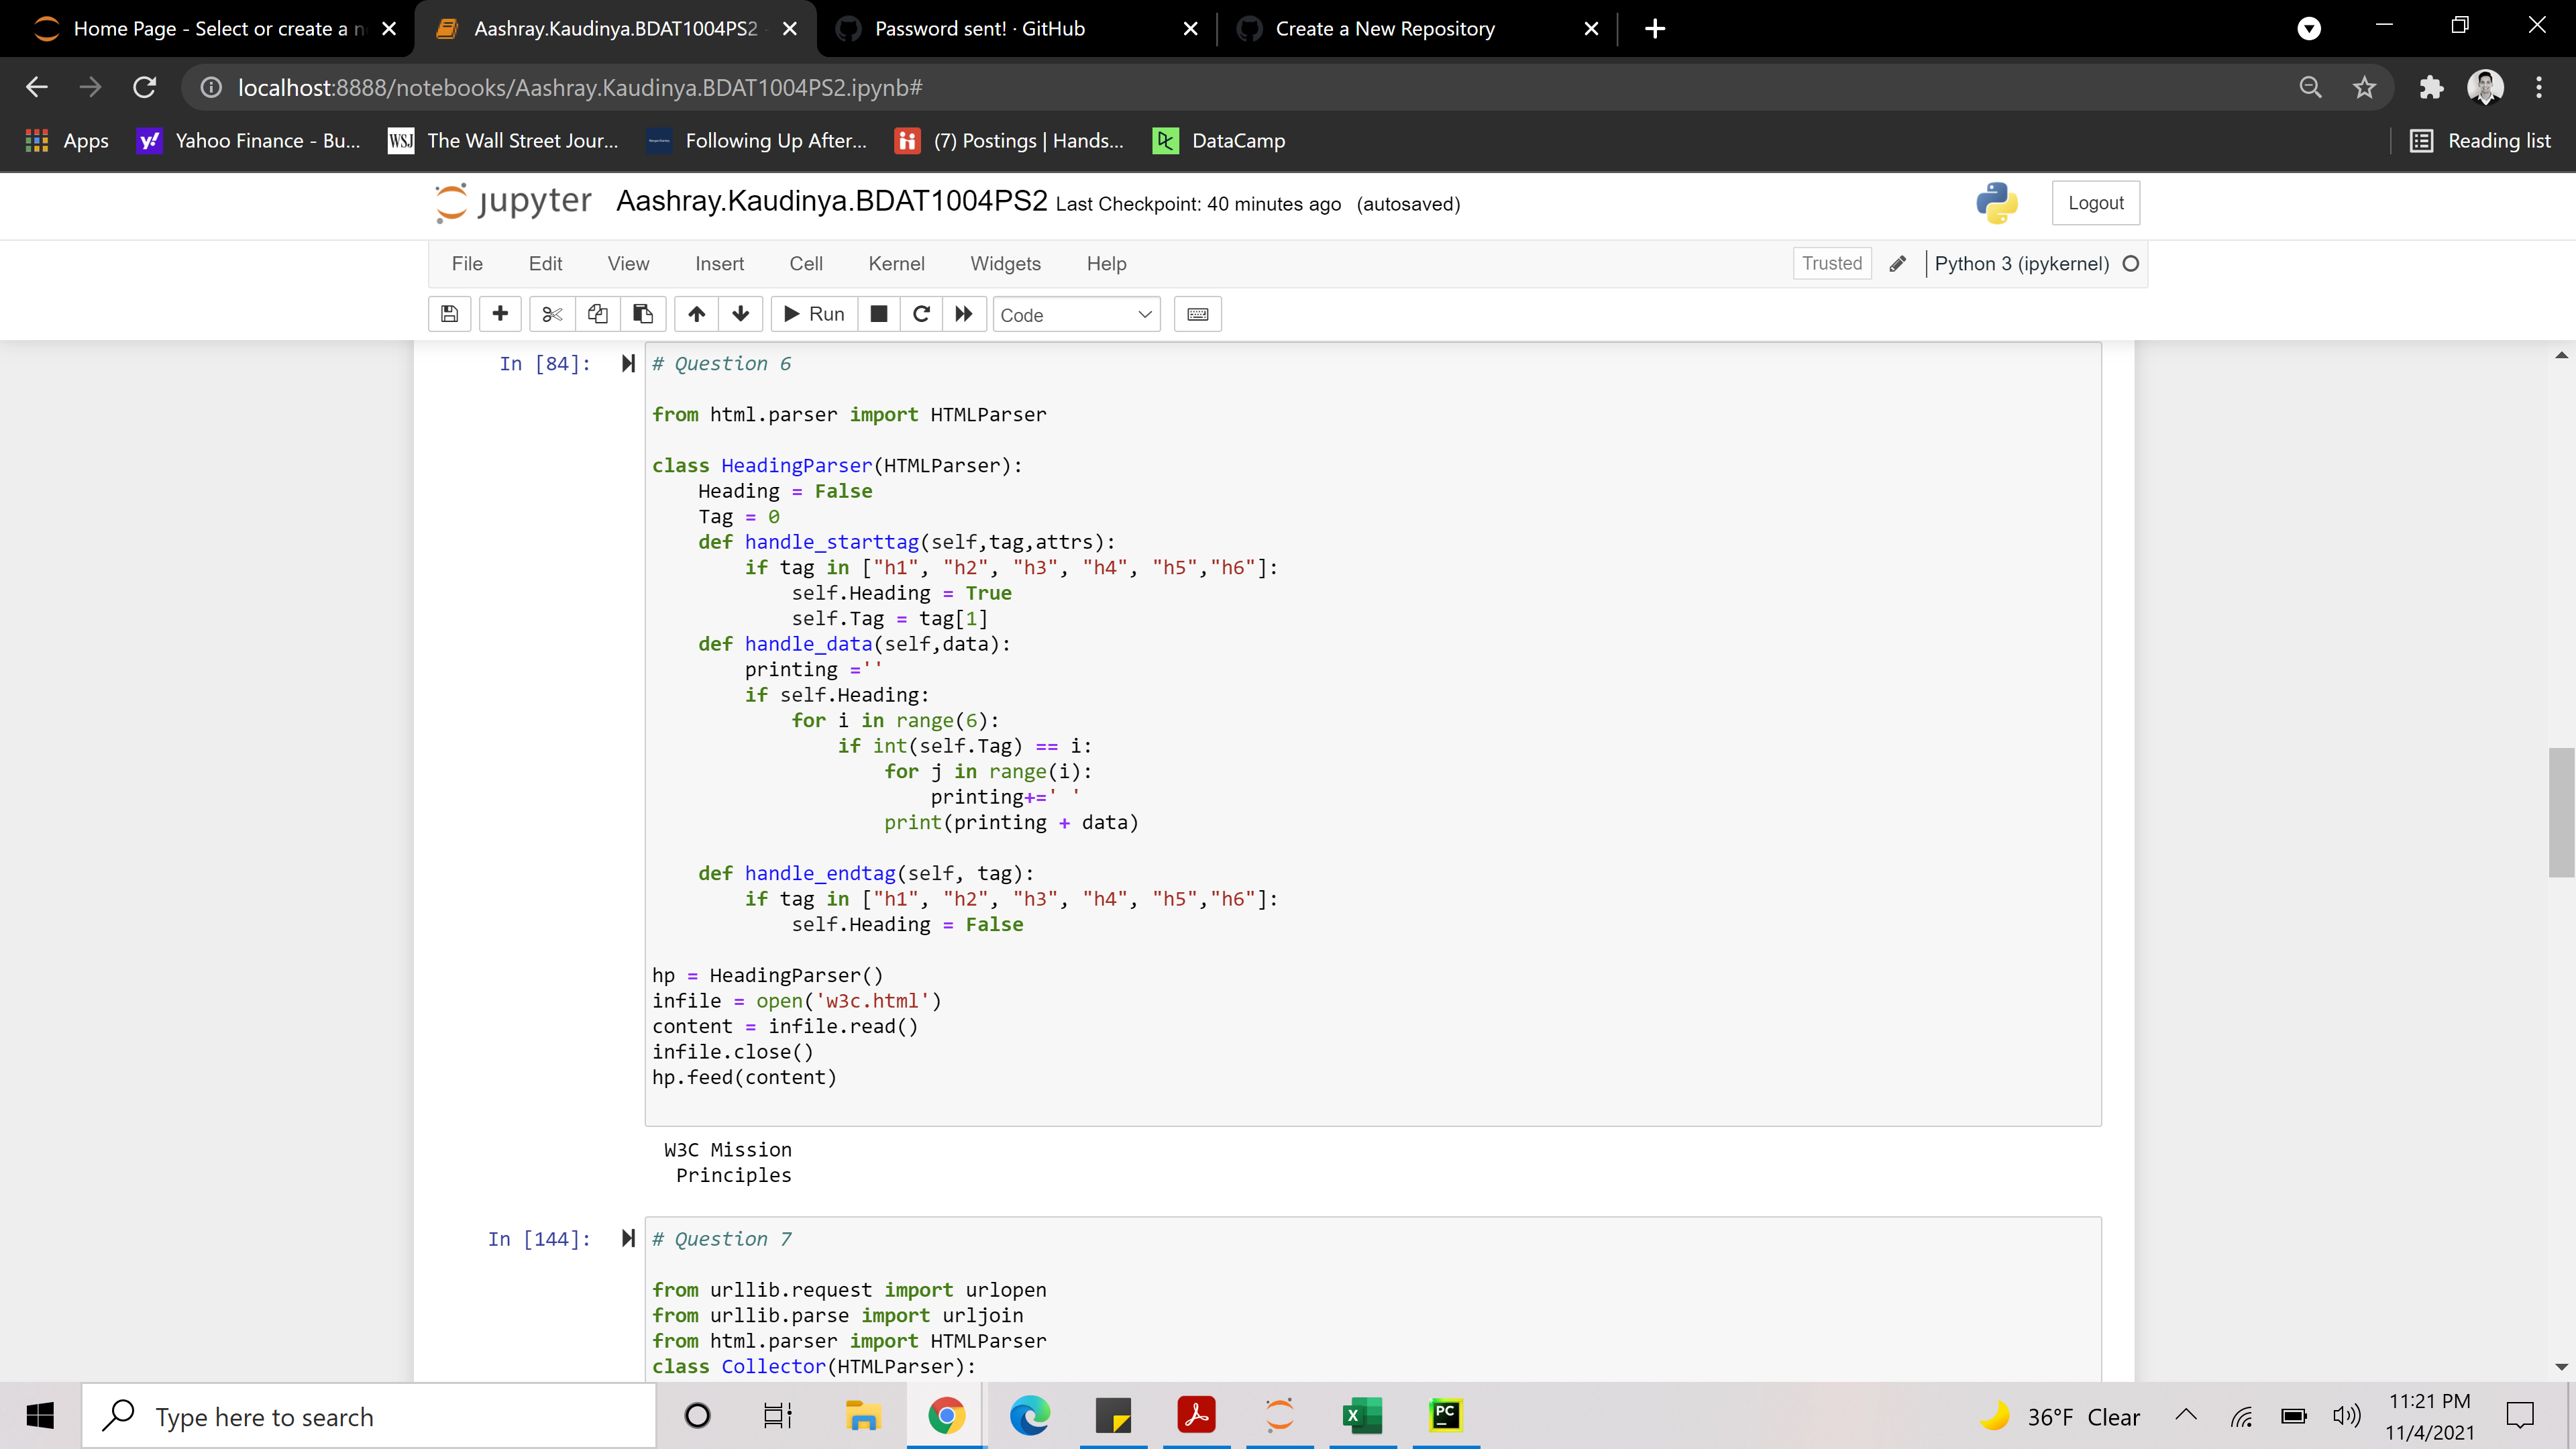 Home Page - Select or create a n
Aashray.Kaudinya.BDAT1004PS2 -
Password sent! · GitHub
Create a New Repository
localhost:8888/notebooks/Aashray.Kaudinya.BDAT1004PS2.ipynb#
Apps
Yahoo Finance - Bu...
WSJ
The Wall Street Jour...
Following Up After...
(7) Postings | Hands...
DataCamp
Reading list
jupyter
Aashray.Kaudinya.BDAT1004PS2 Last Checkpoint: 40 minutes ago (autosaved)
Logout
File Edit View Insert Cell Kernel Widgets Help
Trusted
Python 3 (ipykernel)
Run
Code
In [84]:
# Question 6
from html.parser import HTMLParser
class HeadingParser(HTMLParser):
    Heading = False
    Tag = 0
    def handle_starttag(self,tag,attrs):
        if tag in ["h1", "h2", "h3", "h4", "h5","h6"]:
            self.Heading = True
            self.Tag = tag[1]
    def handle_data(self,data):
        printing =''
        if self.Heading:
            for i in range(6):
                if int(self.Tag) == i:
                    for j in range(i):
                        printing+=' '
                    print(printing + data)
    def handle_endtag(self, tag):
        if tag in ["h1", "h2", "h3", "h4", "h5","h6"]:
            self.Heading = False
hp = HeadingParser()
infile = open('w3c.html')
content = infile.read()
infile.close()
hp.feed(content)
 W3C Mission
  Principles
In [144]:
# Question 7
from urllib.request import urlopen
from urllib.parse import urljoin
from html.parser import HTMLParser
class Collector(HTMLParser):
Type here to search
PC
36°F Clear
11:21 PM
11/4/2021